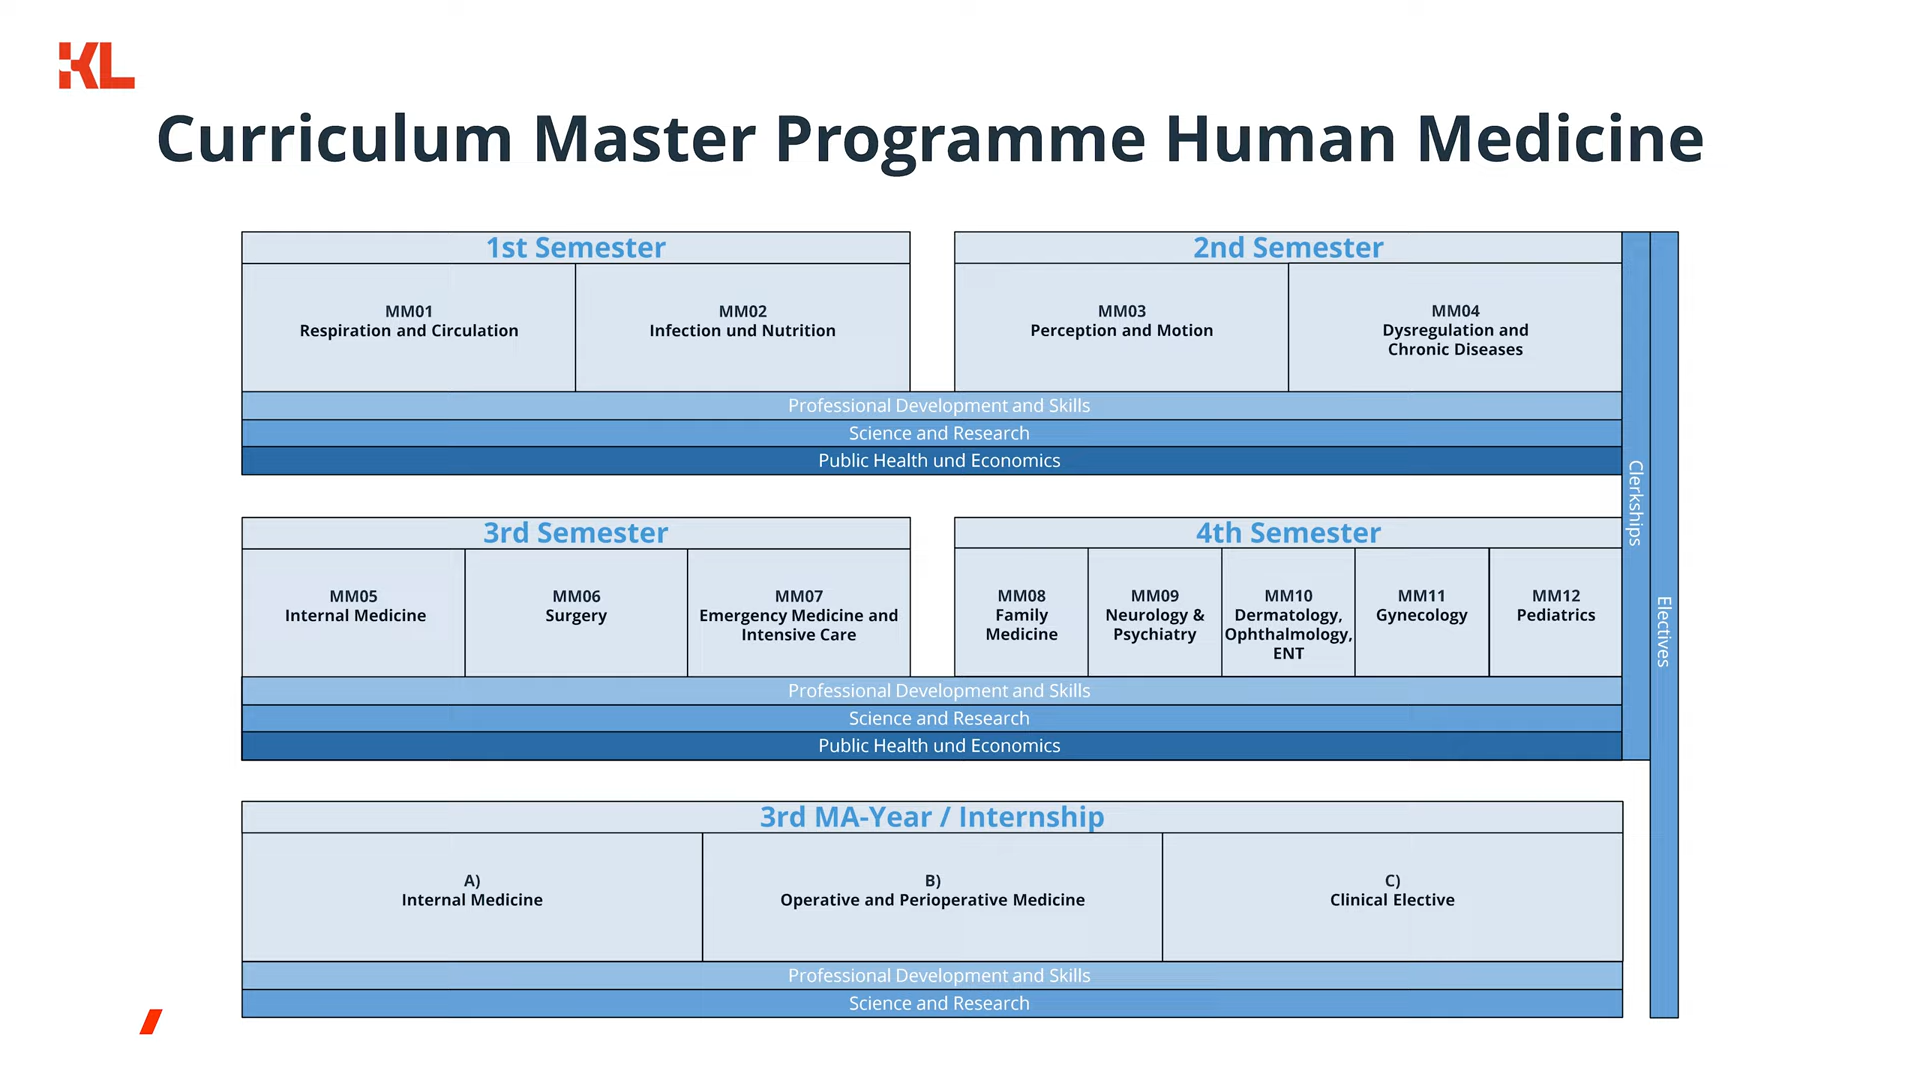 KL
Curriculum Master Programme Human Medicine
1st Semester
MM01
Respiration and Circulation
MM02
Infection und Nutrition
2nd Semester
MM03
Perception and Motion
MM04
Dysregulation and
Chronic Diseases
Professional Development and Skills
Science and Research
Public Health und Economics
3rd Semester
MM05
Internal Medicine
MM06
Surgery
MM07
Emergency Medicine and
Intensive Care
4th Semester
MM08
Family
Medicine
MM09
Neurology &
Psychiatry
MM10
Dermatology,
Ophthalmology,
ENT
MM11
Gynecology
MM12
Pediatrics
Professional Development and Skills
Science and Research
Public Health und Economics
Clerkships
Electives
3rd MA-Year / Internship
A)
Internal Medicine
B)
Operative and Perioperative Medicine
C)
Clinical Elective
Professional Development and Skills
Science and Research